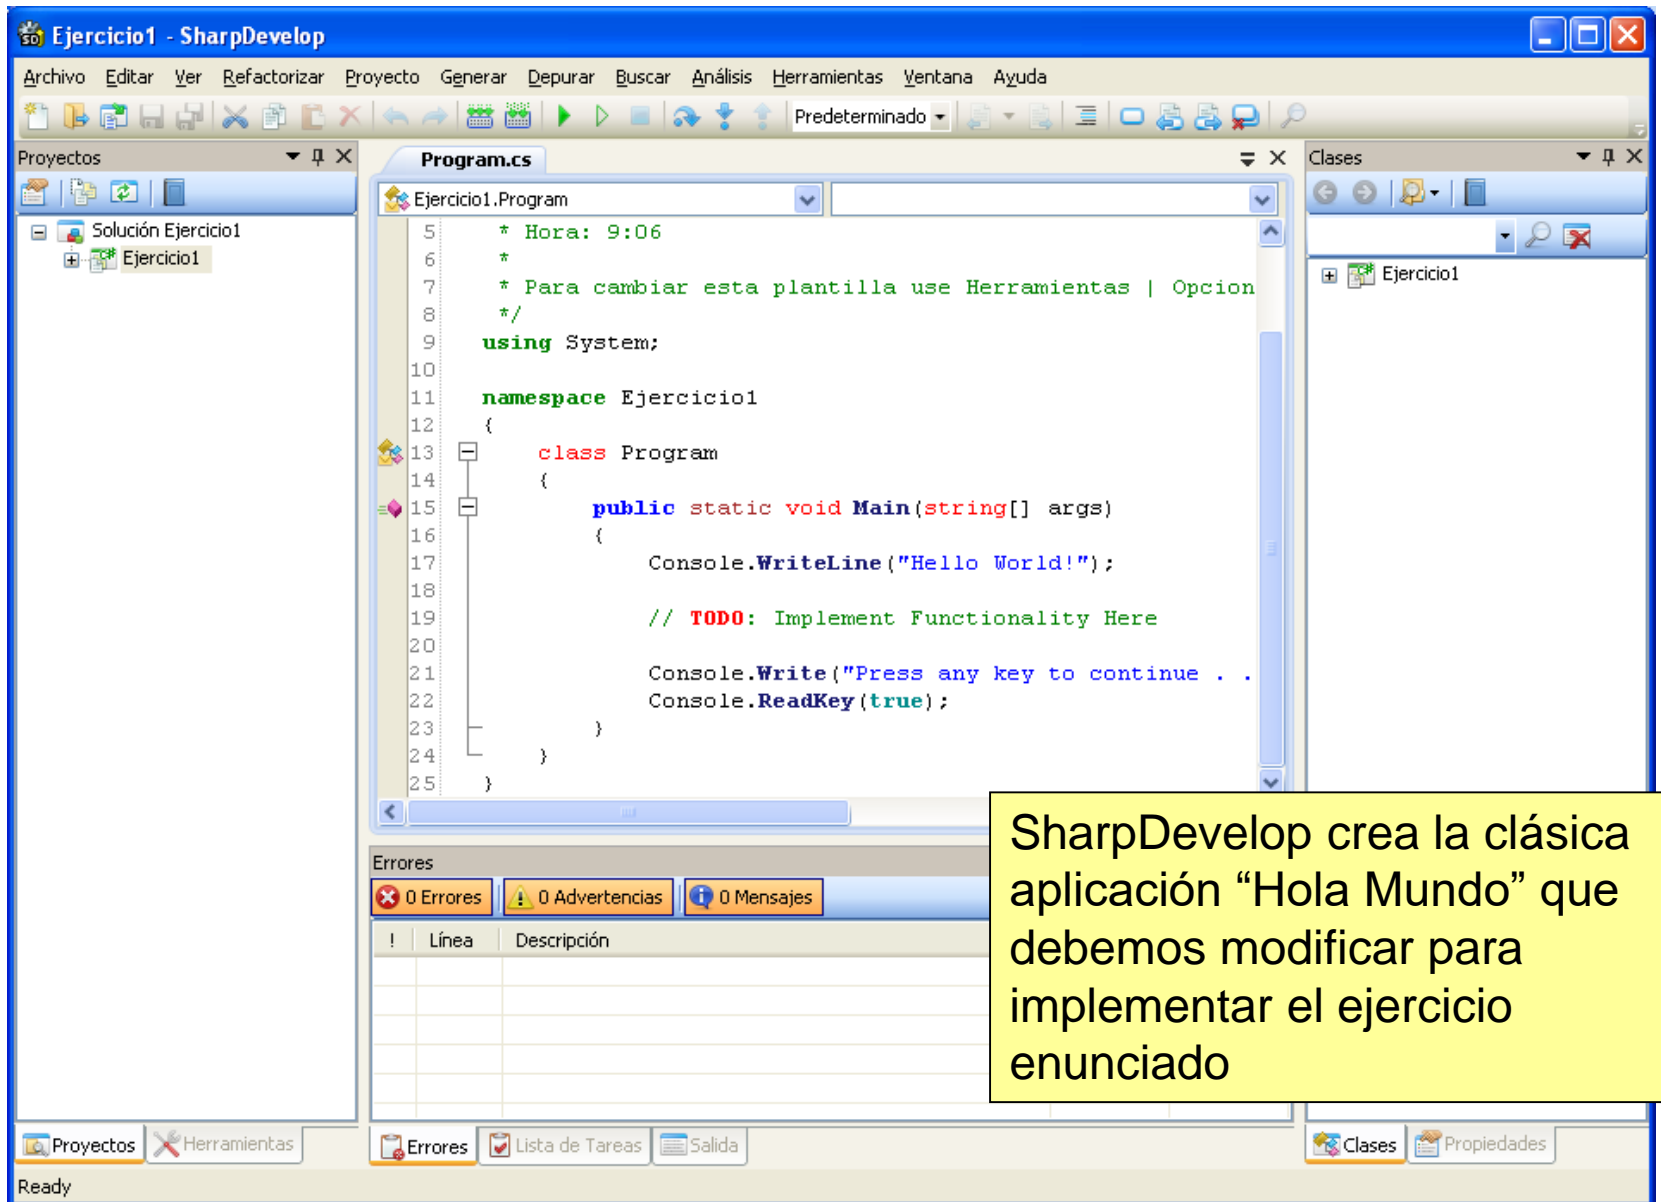 Ejercicio1 - SharpDevelop
Archivo Editar Ver Refactorizar Proyecto Generar Depurar Buscar Análisis Herramientas Ventana Ayuda
Predeterminado
Proyectos
Solución Ejercicio1
Ejercicio1
Program.cs
Ejercicio1.Program
5 * Hora: 9:06
6 *
7 * Para cambiar esta plantilla use Herramientas | Opcion
8 */
9 using System;
10
11 namespace Ejercicio1
12 {
13 class Program
14 {
15 public static void Main(string[] args)
16 {
17 Console.WriteLine("Hello World!");
18
19 // TODO: Implement Functionality Here
20
21 Console.Write("Press any key to continue . .
22 Console.ReadKey(true);
23 }
24 }
25 }
Clases
Ejercicio1
Errores
0 Errores 0 Advertencias 0 Mensajes
! Línea Descripción
SharpDevelop crea la clásica
aplicación “Hola Mundo” que
debemos modificar para
implementar el ejercicio
enunciado
Proyectos Herramientas
Errores Lista de Tareas Salida
Clases Propiedades
Ready